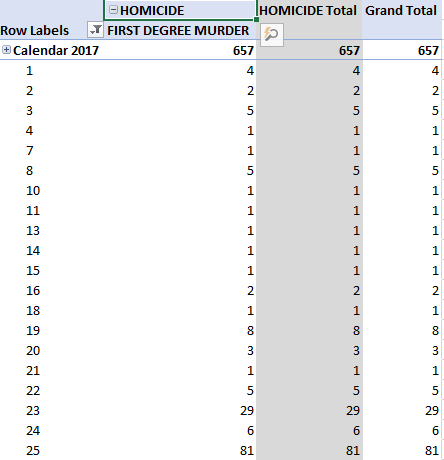 HOMICIDE HOMICIDE Total Grand Total
Row Labels FIRST DEGREE MURDER
Calendar 2017 657 657 657
1 4 4 4
2 2 2 2
3 5 5 5
4 1 1 1
7 1 1 1
8 5 5 5
10 1 1 1
11 1 1 1
13 1 1 1
14 1 1 1
15 1 1 1
16 2 2 2
18 1 1 1
19 8 8 8
20 3 3 3
21 1 1 1
22 5 5 5
23 29 29 29
24 6 6 6
25 81 81 81